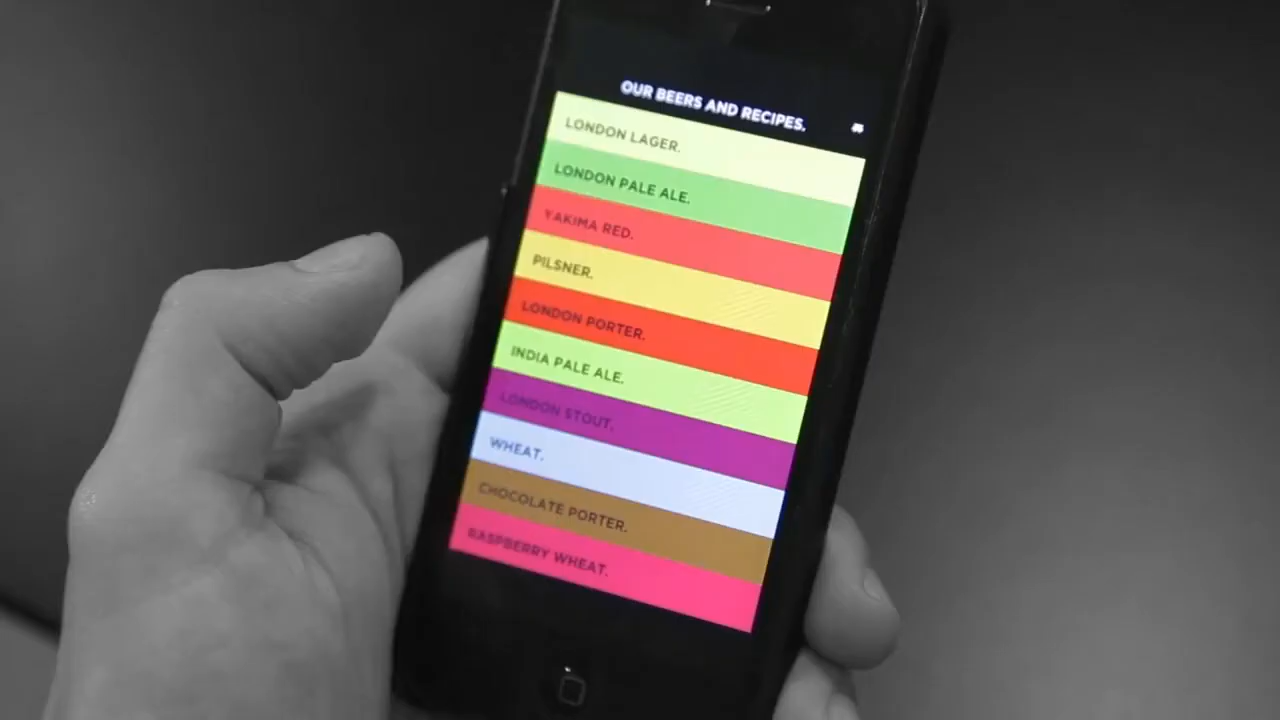 OUR BEERS AND RECIPES.
LONDON LAGER.
LONDON PALE ALE.
YAKIMA RED.
PILSNER.
LONDON PORTER.
INDIA PALE ALE.
LONDON STOUT.
WHEAT.
CHOCOLATE PORTER.
RASPBERRY WHEAT.